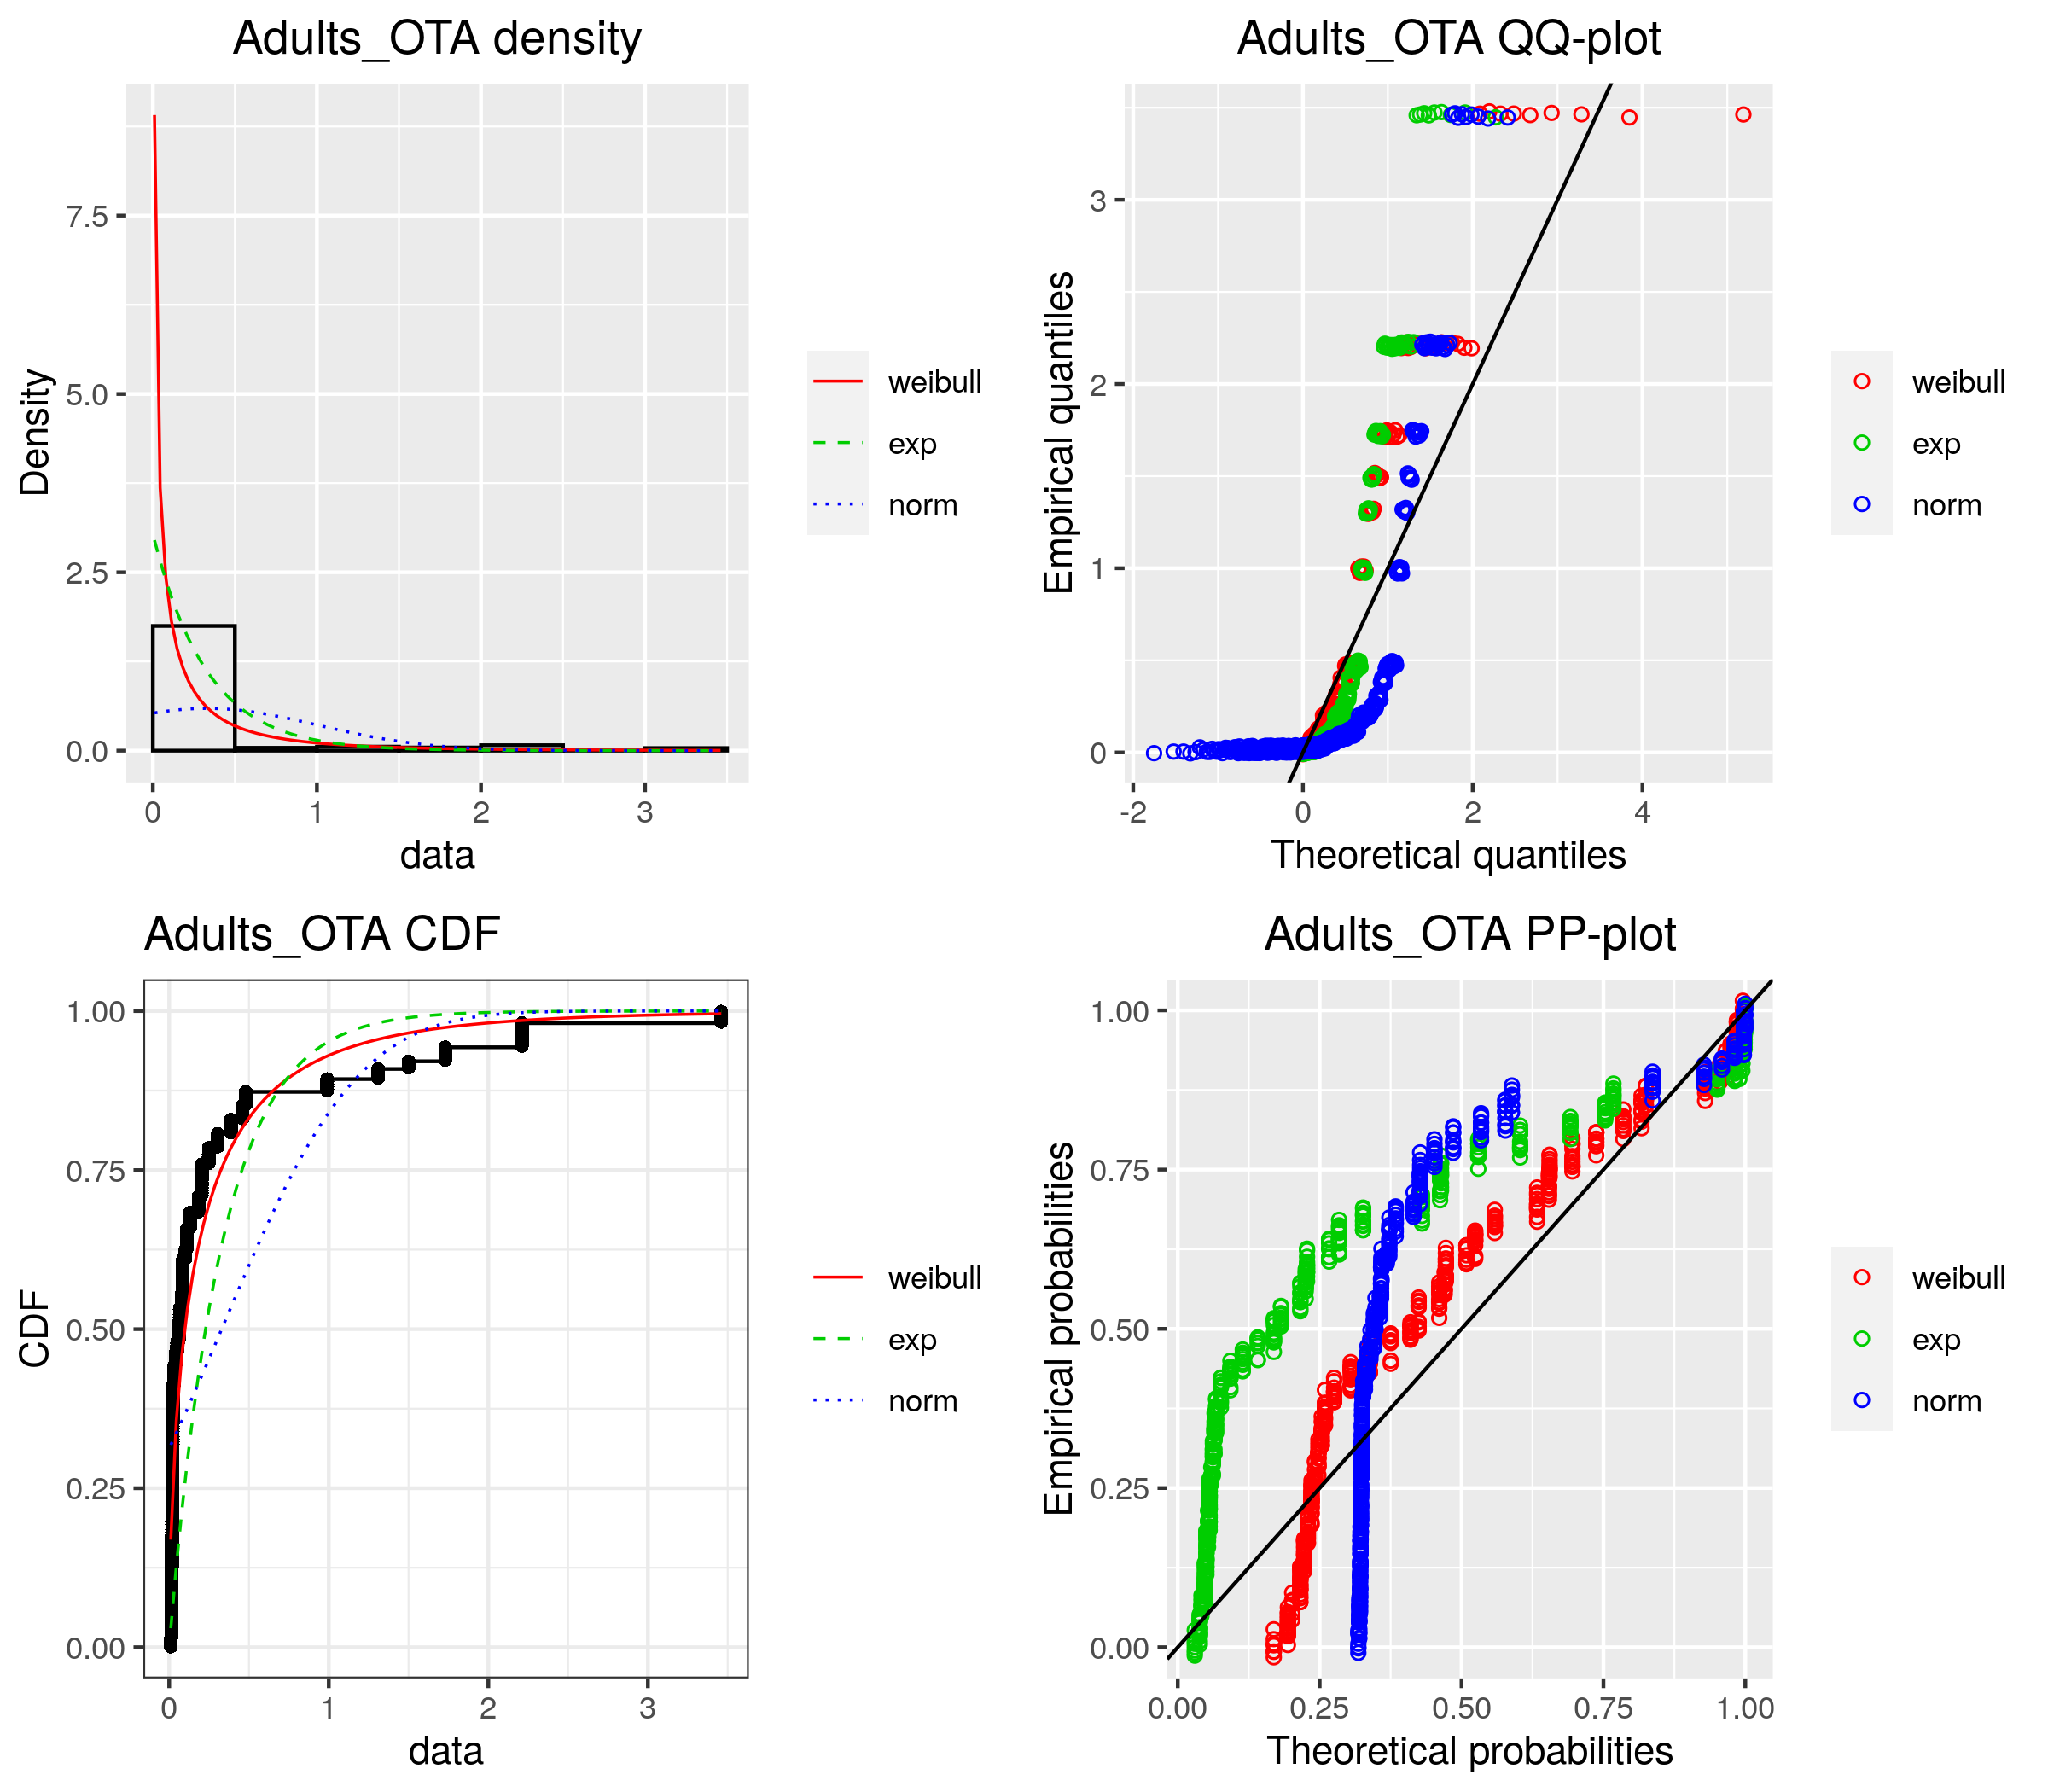 Adults_OTA density
Density
7.5
5.0
2.5
0.0
0 1 2 3
data
weibull
exp
norm
Adults_OTA QQ-plot
Empirical quantiles
3
2
1
0
-2 0 2 4
Theoretical quantiles
weibull
exp
norm
Adults_OTA CDF
CDF
1.00
0.75
0.50
0.25
0.00
0 1 2 3
data
weibull
exp
norm
Adults_OTA PP-plot
Empirical probabilities
1.00
0.75
0.50
0.25
0.00
0.00 0.25 0.50 0.75 1.00
Theoretical probabilities
weibull
exp
norm